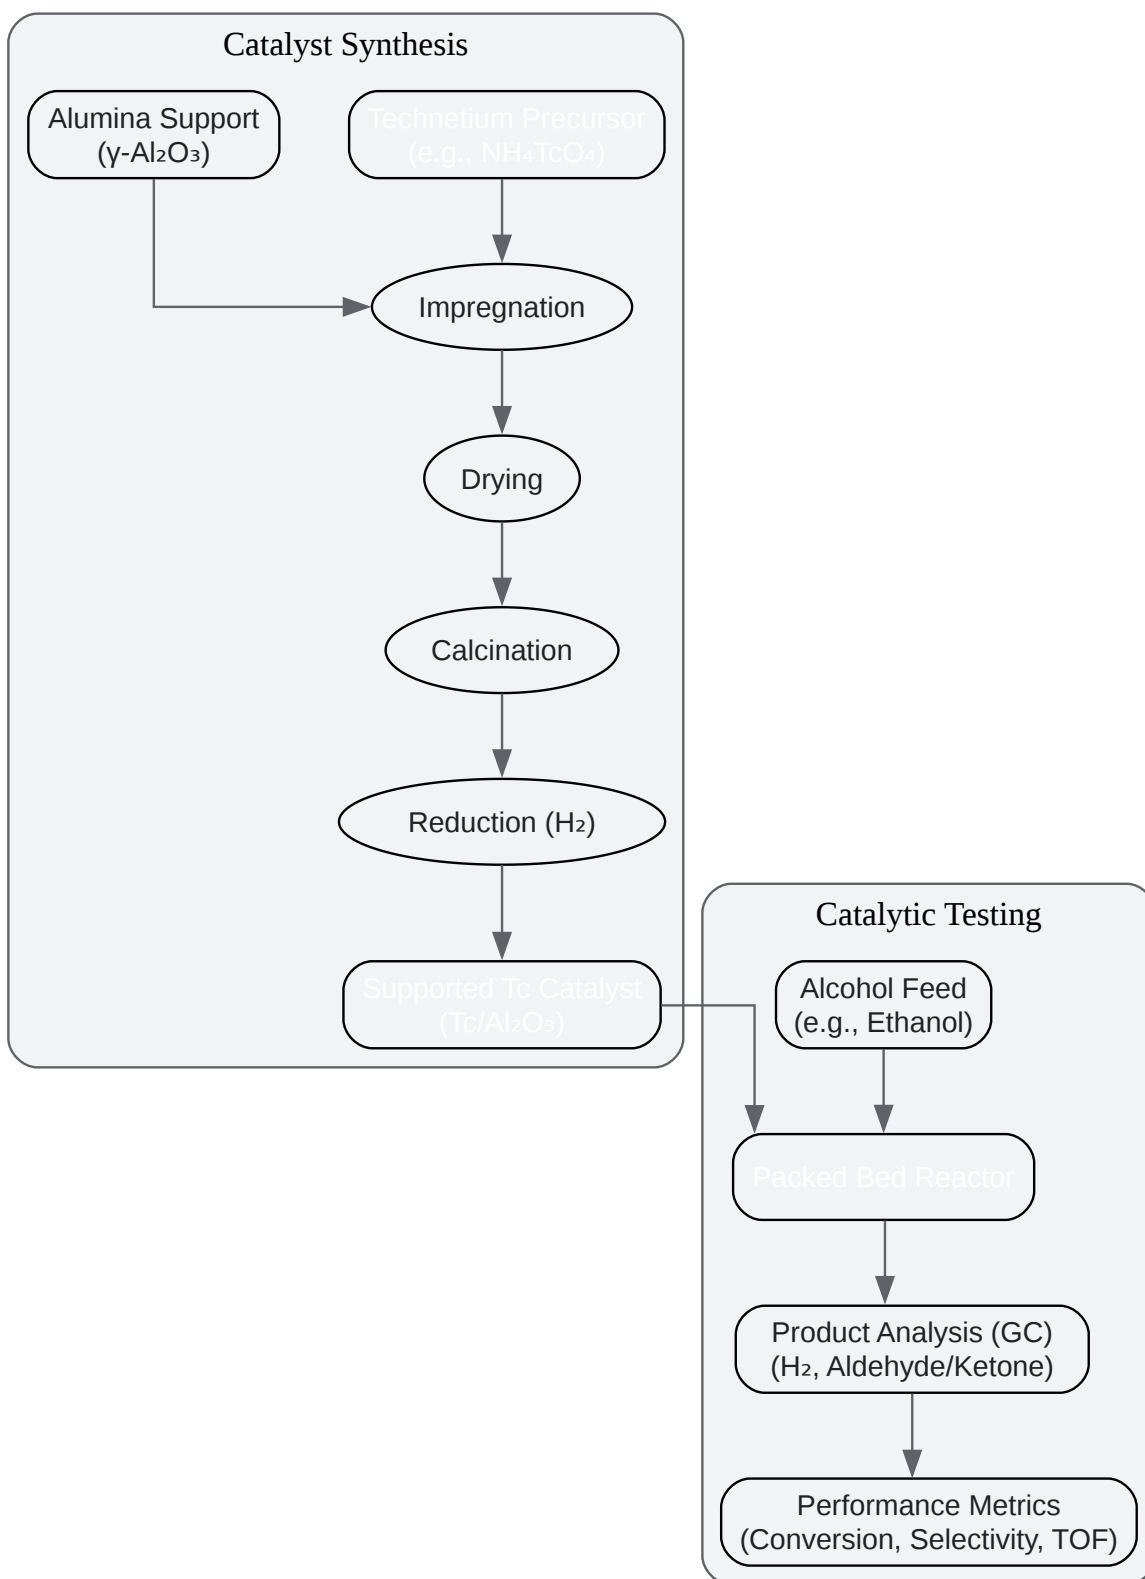 Catalyst Synthesis
Alumina Support
(γ-Al₂O₃)
Technetium Precursor
(e.g., NH₄TcO₄)
Impregnation
Drying
Calcination
Reduction (H₂)
Supported Tc Catalyst
(Tc/Al₂O₃)
Catalytic Testing
Alcohol Feed
(e.g., Ethanol)
Packed Bed Reactor
Product Analysis (GC)
(H₂, Aldehyde/Ketone)
Performance Metrics
(Conversion, Selectivity, TOF)